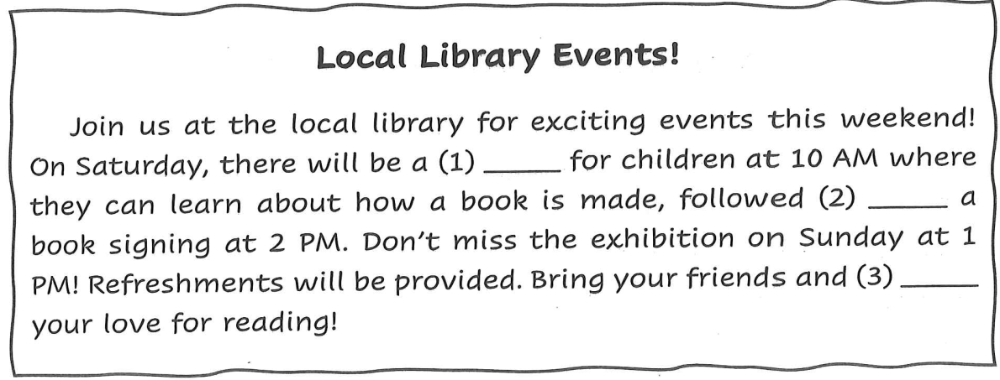 Local Library Events!
Join us at the local library for exciting events this weekend!
On Saturday, there will be a (1) _____ for children at 10 AM where
they can learn about how a book is made, followed (2) _____ a
book signing at 2 PM. Don't miss the exhibition on Sunday at 1
PM! Refreshments will be provided. Bring your friends and (3) _____
your love for reading!